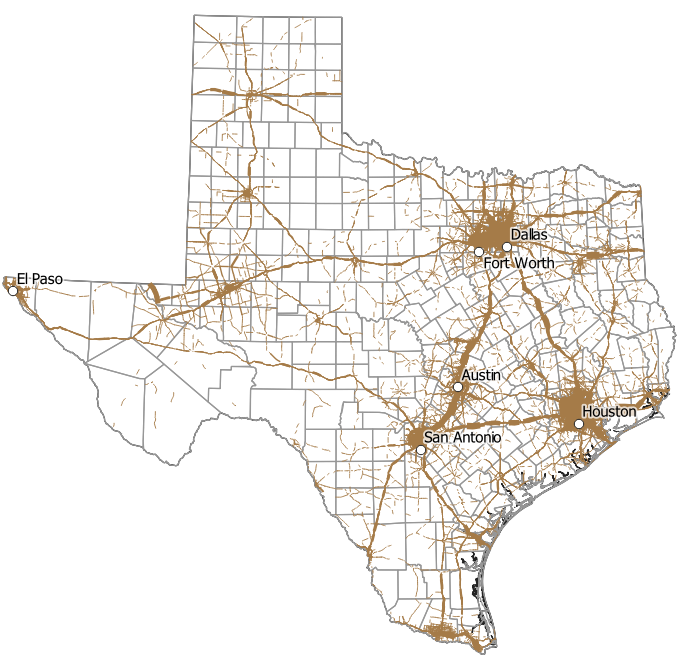 Dallas
Fort Worth
El Paso
Austin
Houston
San Antonio